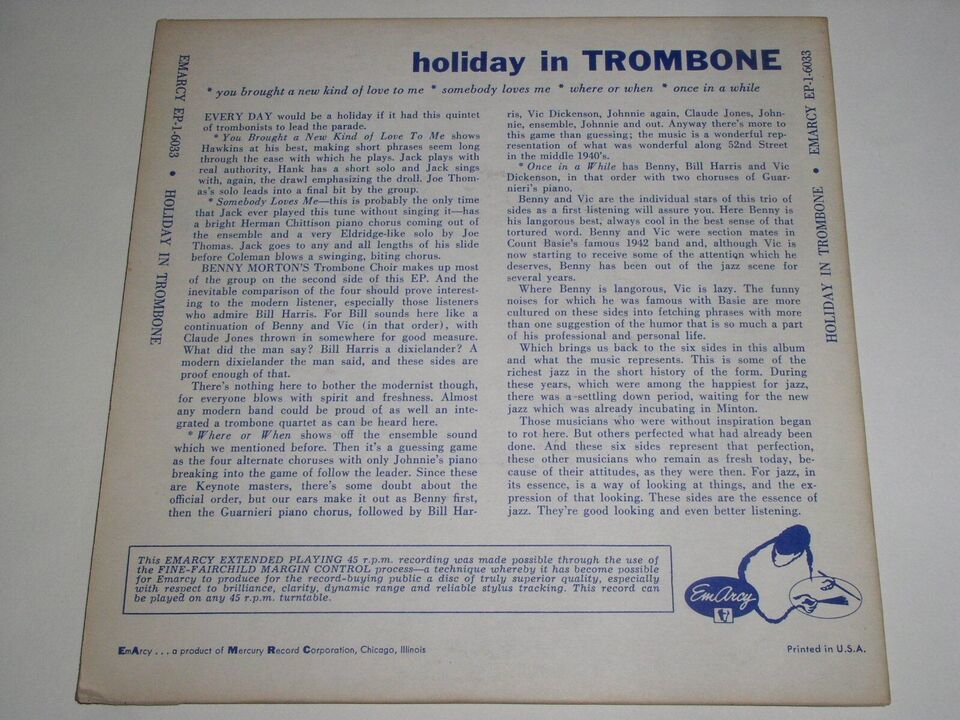 holiday in TROMBONE
* you brought a new kind of love to me * somebody loves me * where or when * once in a while
EMARCY EP-1-6033 • HOLIDAY IN TROMBONE
EVERY DAY would be a holiday if it had this quintet
of trombonists to lead the parade.
* You Brought a New Kind of Love To Me shows
Hawkins at his best, making short phrases seem long
through the ease with which he plays. Jack plays with
real authority, Hank has a short solo and Jack sings
with, again, the drawl emphasizing the droll. Joe Thom-
as's solo leads into a final bit by the group.
* Somebody Loves Me—this is probably the only time
that Jack ever played this tune without singing it—has
a bright Herman Chittison piano chorus coming out of
the ensemble and a very Eldridge-like solo by Joe
Thomas. Jack goes to any and all lengths of his slide
before Coleman blows a swinging, biting chorus.
BENNY MORTON'S Trombone Choir makes up most
of the group on the second side of this EP. And the
inevitable comparison of the four should prove interest-
ing to the modern listener, especially those listeners
who admire Bill Harris. For Bill sounds here like a
continuation of Benny and Vic (in that order), with
Claude Jones thrown in somewhere for good measure.
What did the man say? Bill Harris a dixielander? A
modern dixielander the man said, and these sides are
proof enough of that.
There's nothing here to bother the modernist though,
for everyone blows with spirit and freshness. Almost
any modern band could be proud of as well an inte-
grated a trombone quartet as can be heard here.
* Where or When shows off the ensemble sound
which we mentioned before. Then it's a guessing game
as the four alternate choruses with only Johnnie's piano
breaking into the game of follow the leader. Since these
are Keynote masters, there's some doubt about the
official order, but our ears make it out as Benny first,
then the Guarnieri piano chorus, followed by Bill Har-
ris, Vic Dickenson, Johnnie again, Claude Jones, John-
nie, ensemble, Johnnie and out. Anyway there's more to
this game than guessing; the music is a wonderful rep-
resentation of what was wonderful along 52nd Street
in the middle 1940's.
* Once in a While has Benny, Bill Harris and Vic
Dickenson, in that order with two choruses of Guar-
nieri's piano.
Benny and Vic are the individual stars of this trio of
sides as a first listening will assure you. Here Benny is
his langorous best, always cool in the best sense of that
tortured word. Benny and Vic were section mates in
Count Basie's famous 1942 band and, although Vic is
now starting to receive some of the attention which he
deserves, Benny has been out of the jazz scene for
several years.
Where Benny is langorous, Vic is lazy. The funny
noises for which he was famous with Basie are more
cultured on these sides into fetching phrases with more
than one suggestion of the humor that is so much a part
of his professional and personal life.
Which brings us back to the six sides in this album
and what the music represents. This is some of the
richest jazz in the short history of the form. During
these years, which were among the happiest for jazz,
there was a settling down period, waiting for the new
jazz which was already incubating in Minton.
Those musicians who were without inspiration began
to rot here. But others perfected what had already been
done. And these six sides represent that perfection,
these other musicians who remain as fresh today, be-
cause of their attitudes, as they were then. For jazz, in
its essence, is a way of looking at things, and the ex-
pression of that looking. These sides are the essence of
jazz. They're good looking and even better listening.
HOLIDAY IN TROMBONE • EMARCY EP-1-6033
This EMARCY EXTENDED PLAYING 45 r.p.m. recording was made possible through the use of
the FINE-FAIRCHILD MARGIN CONTROL process—a technique whereby it has become possible
for Emarcy to produce for the record-buying public a disc of truly superior quality, especially
with respect to brilliance, clarity, dynamic range and reliable stylus tracking. This record can
be played on any 45 r.p.m. turntable.
EmArcy
EmArcy . . . a product of Mercury Record Corporation, Chicago, Illinois
Printed in U.S.A.